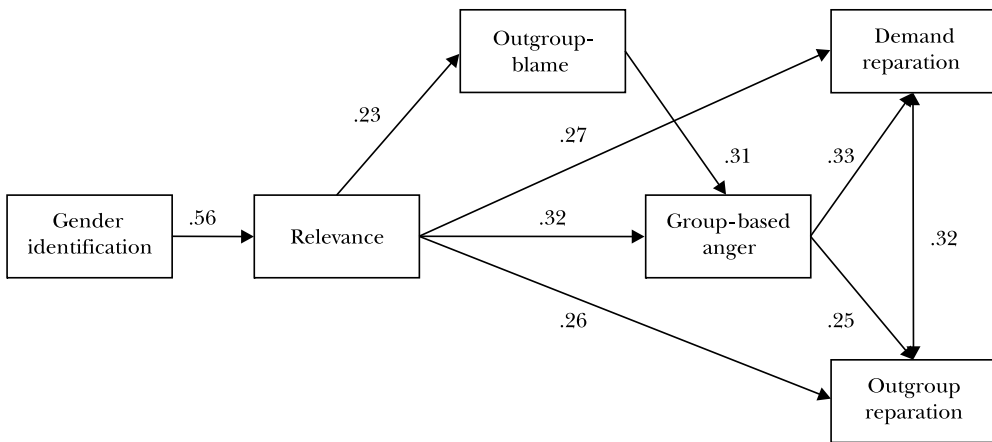 Outgroup-
blame
Demand
reparation
.23
.27
.31
.33
Gender
identification
.56
Relevance
.32
Group-based
anger
.32
.26
.25
Outgroup
reparation